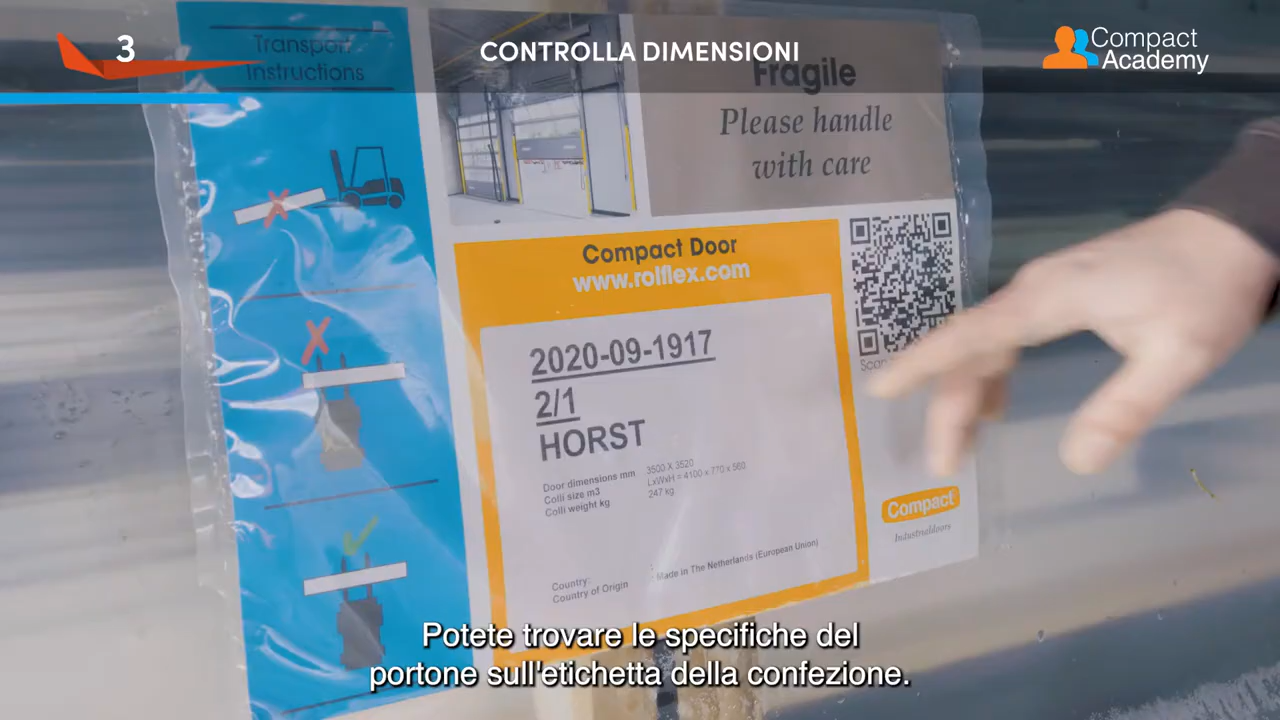 3
CONTROLLA DIMENSIONI
Compact
Academy
Transport
Instructions
Fragile
Please handle
with care
Compact Door
www.rolflex.com
2020-09-1917
2/1
HORST
Door dimensions mm 3500 X 3520
Colli size m3 LxWxH = 4100 x 770 x 560
Colli weight kg 247 kg
Country: :
Country of Origin : Made in The Netherlands (European Union)
Scan
Compact
Industrialdoors
Potete trovare le specifiche del
portone sull'etichetta della confezione.